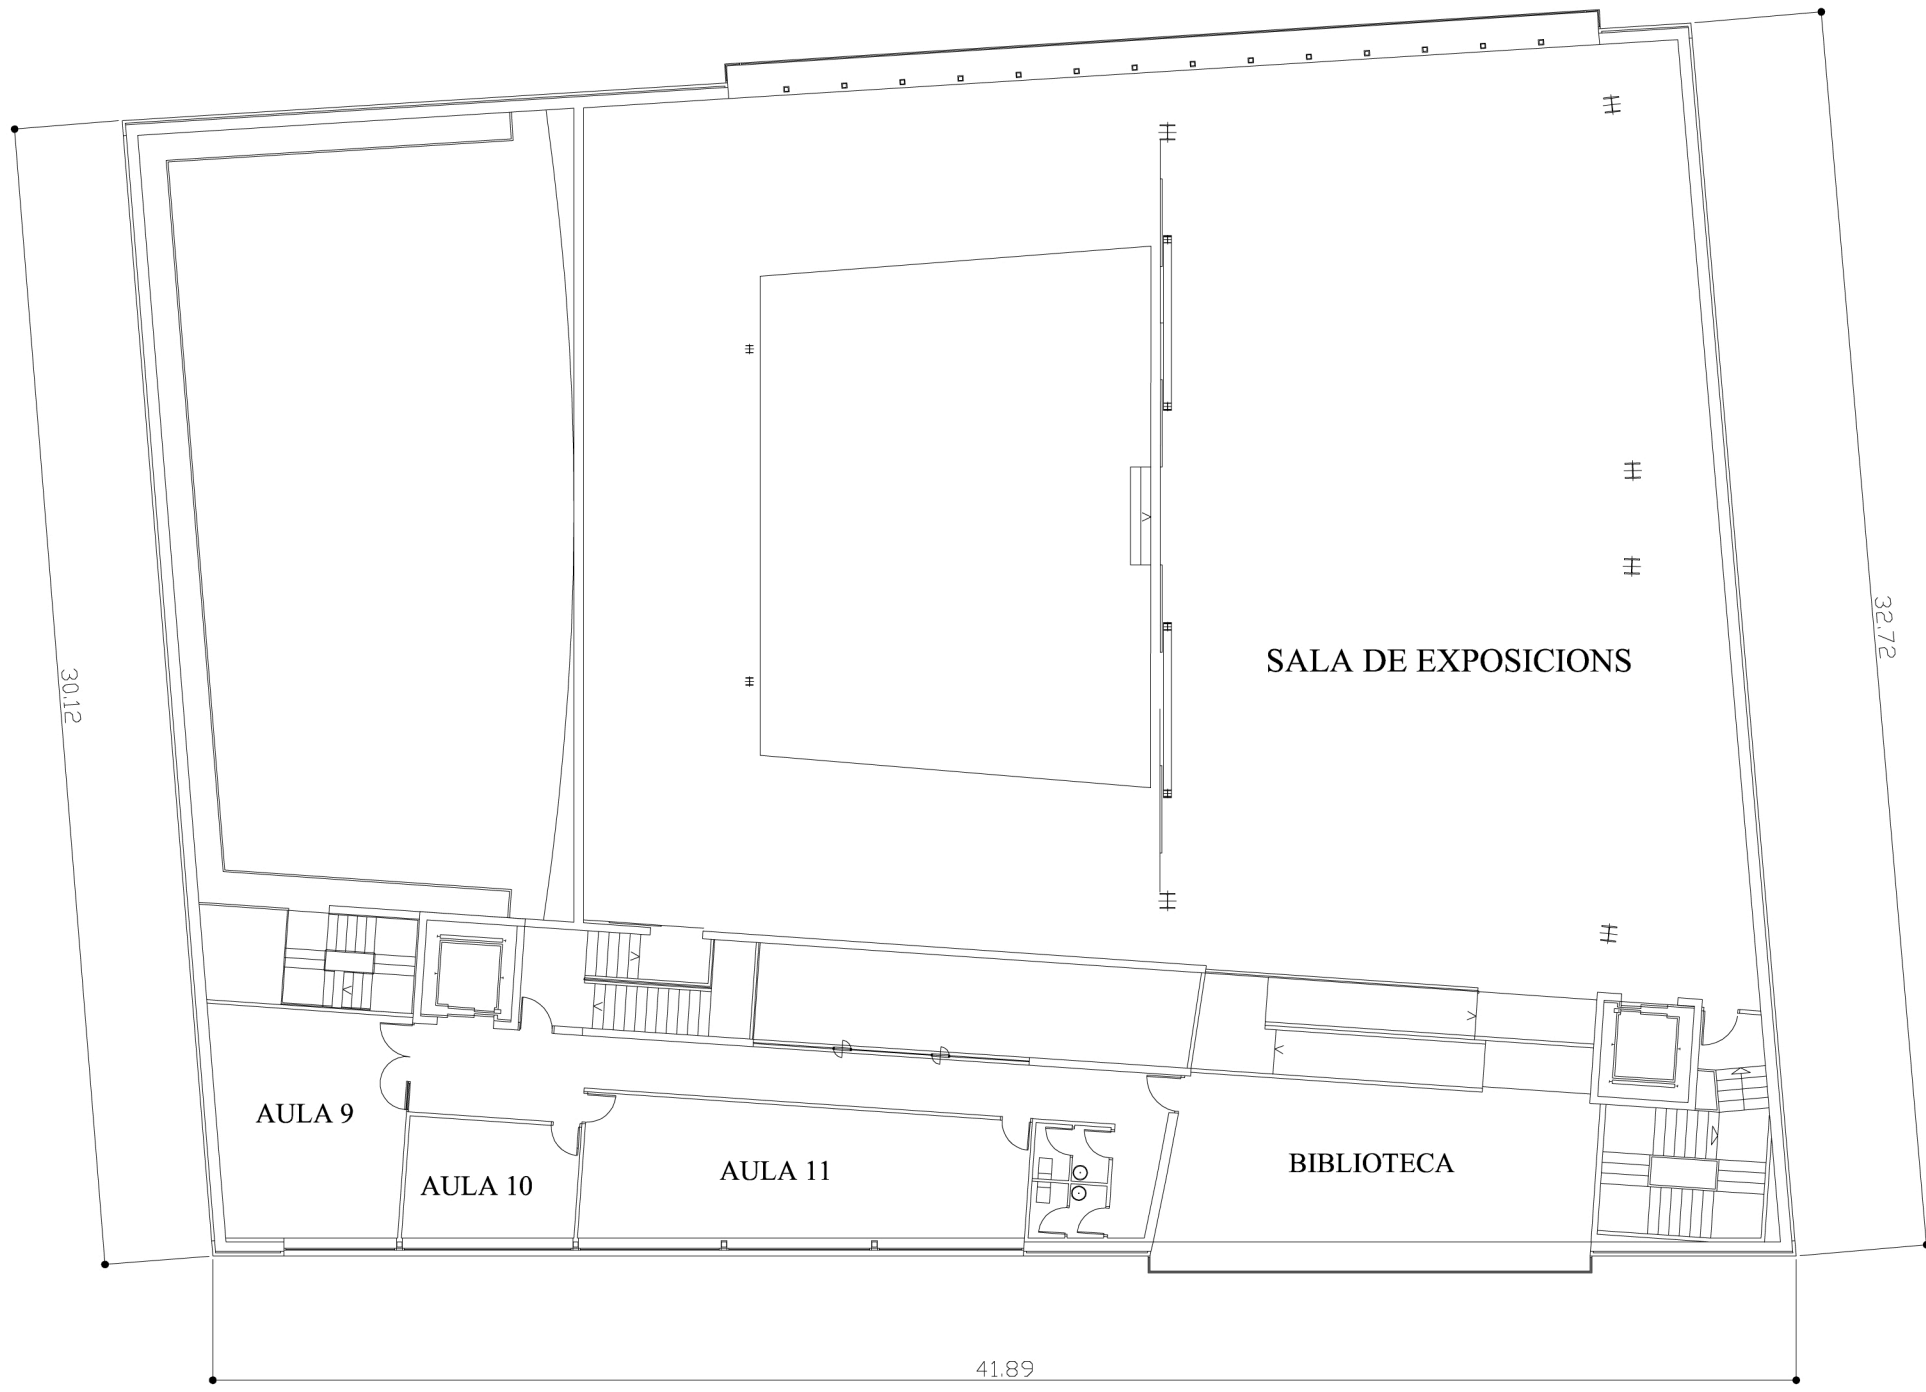 32.72
SALA DE EXPOSICIONS
30.12
AULA 9
AULA 10
AULA 11
BIBLIOTECA
41.89